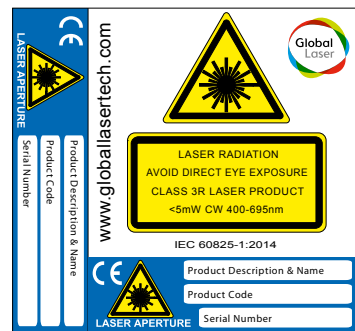 CE
LASER APERTURE
Serial Number
Product Code
Product Description & Name
www.globallasertech.com
Global
Laser
LASER RADIATION
AVOID DIRECT EYE EXPOSURE
CLASS 3R LASER PRODUCT
<5mW CW 400-695nm
IEC 60825-1:2014
CE
LASER APERTURE
Product Description & Name
Product Code
Serial Number